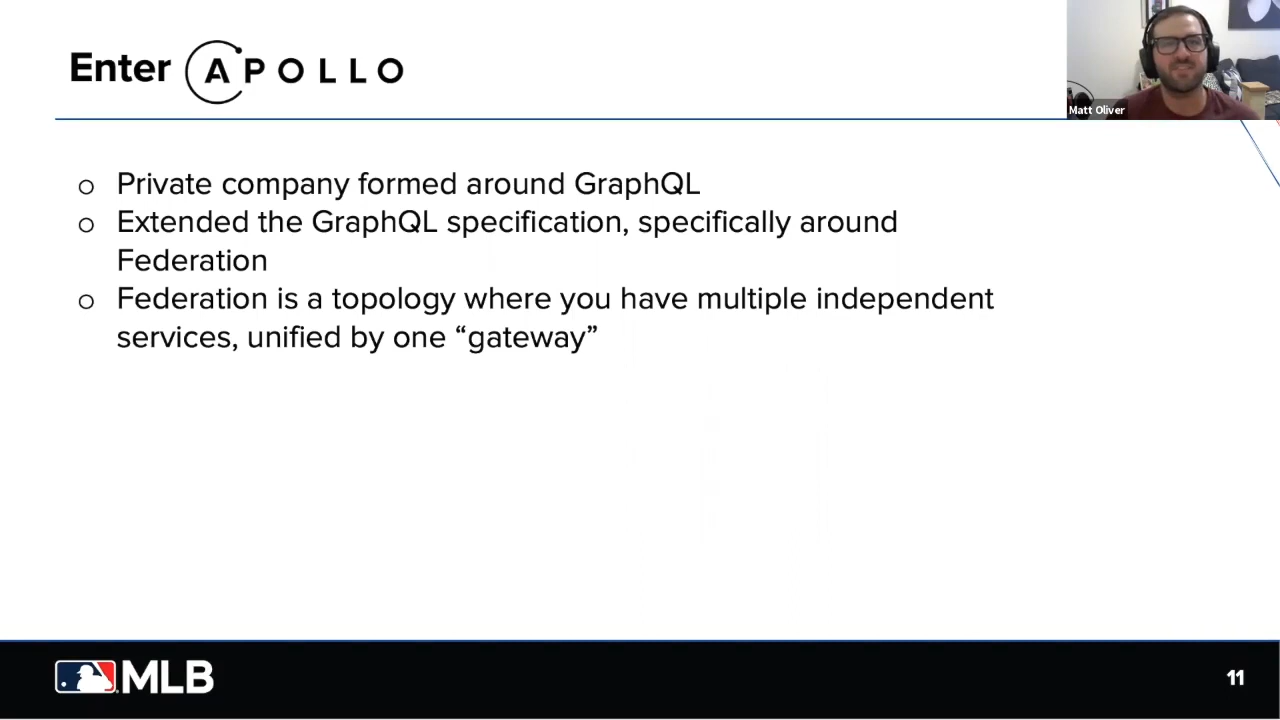 Enter APOLLO
Matt Oliver
o Private company formed around GraphQL
o Extended the GraphQL specification, specifically around
Federation
o Federation is a topology where you have multiple independent
services, unified by one “gateway”
MLB
11